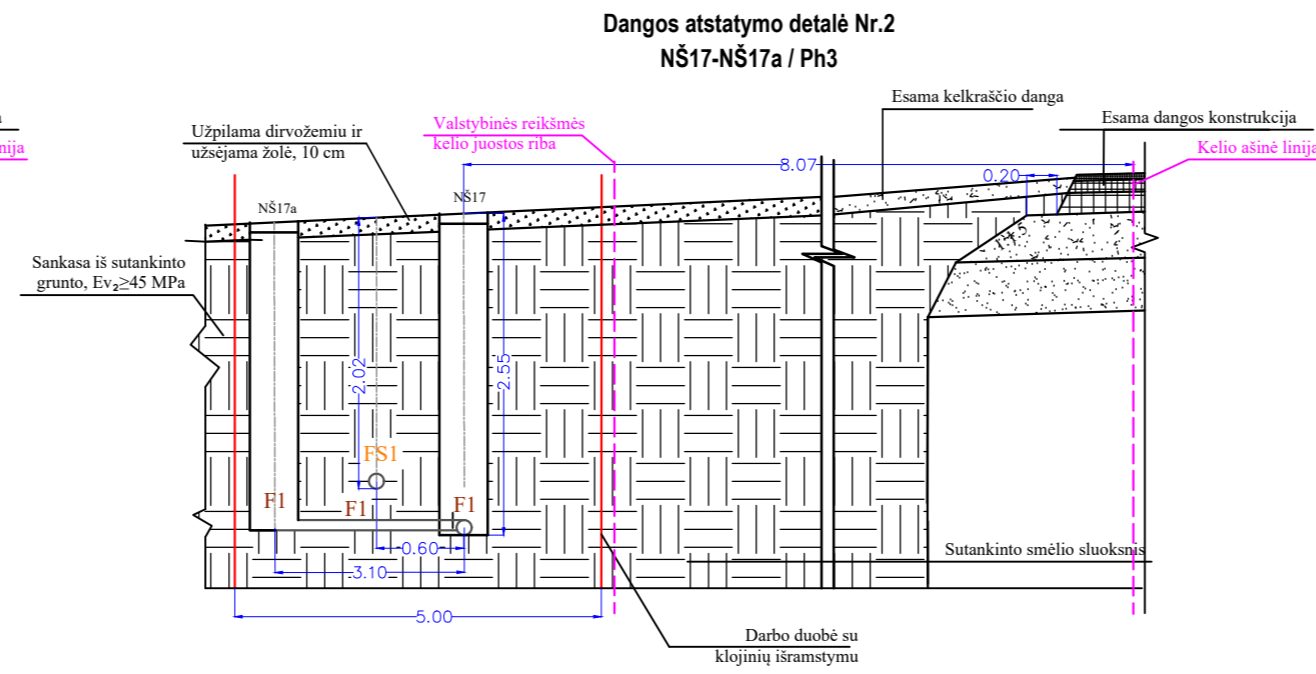 Dangos atstatymo detalė Nr.2
NŠ17-NŠ17a / Ph3
Esama kelkraščio danga
Esama dangos konstrukcija
Užpilama dirvožemiu ir
užsėjama žolė, 10 cm
Valstybinės reikšmės
kelio juostos riba
nija
Kelio ašinė linija
8.07
0.20
NŠ17a
NŠ17
Sankasa iš sutankinto
grunto, Ev₂≥45 MPa
2.02
2.55
FS1
F1
F1
F1
0.60
3.10
Sutankinto smėlio sluoksnis
5.00
Darbo duobė su
klojinių išramstymu